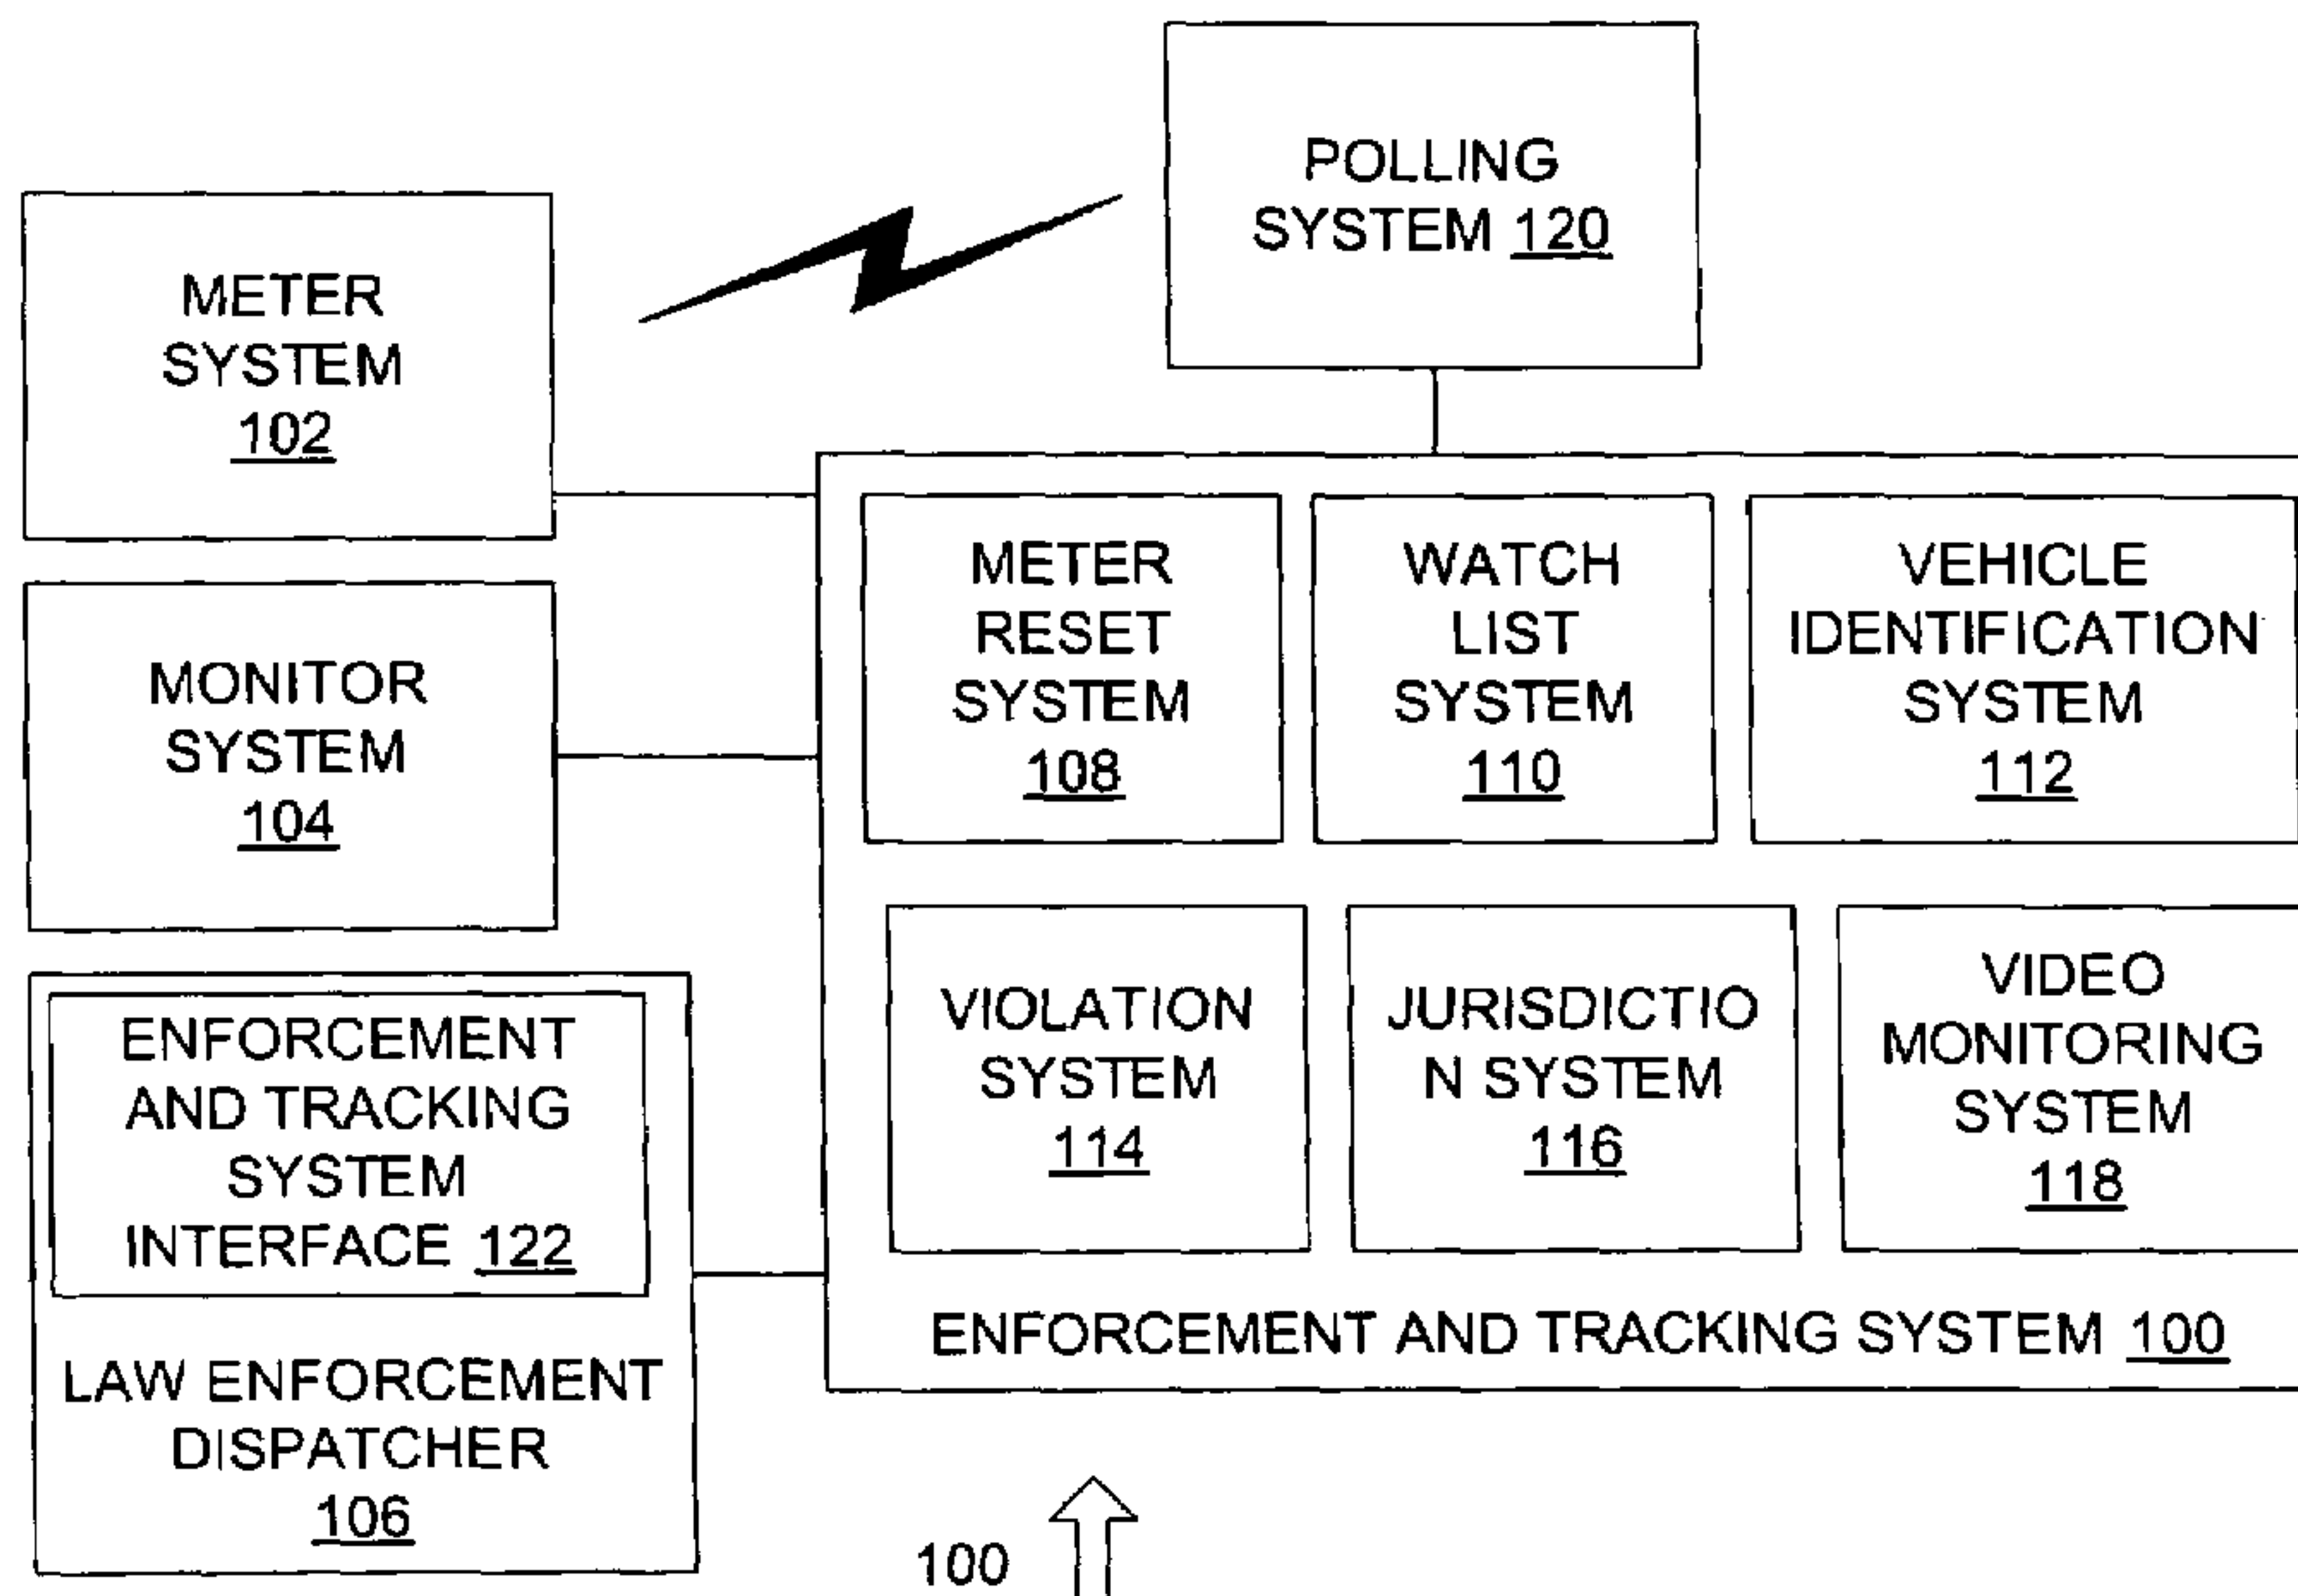 POLLING
SYSTEM 120
METER
SYSTEM
102
MONITOR
SYSTEM
104
ENFORCEMENT
AND TRACKING
SYSTEM
INTERFACE 122
LAW ENFORCEMENT
DISPATCHER
106
METER
RESET
SYSTEM
108
WATCH
LIST
SYSTEM
110
VEHICLE
IDENTIFICATION
SYSTEM
112
VIOLATION
SYSTEM
114
JURISDICTIO
N SYSTEM
116
VIDEO
MONITORING
SYSTEM
118
ENFORCEMENT AND TRACKING SYSTEM 100
100